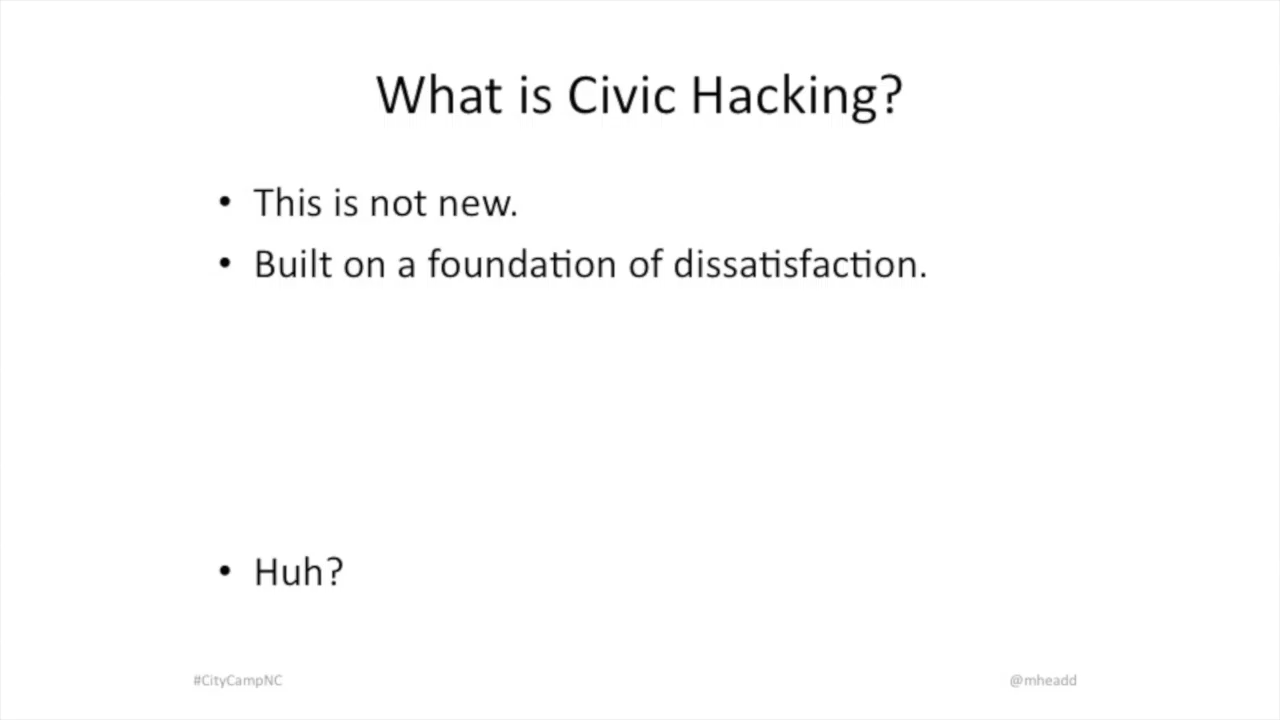 What is Civic Hacking?
• This is not new.
• Built on a foundation of dissatisfaction.
• Huh?
#CityCampNC
@mheadd